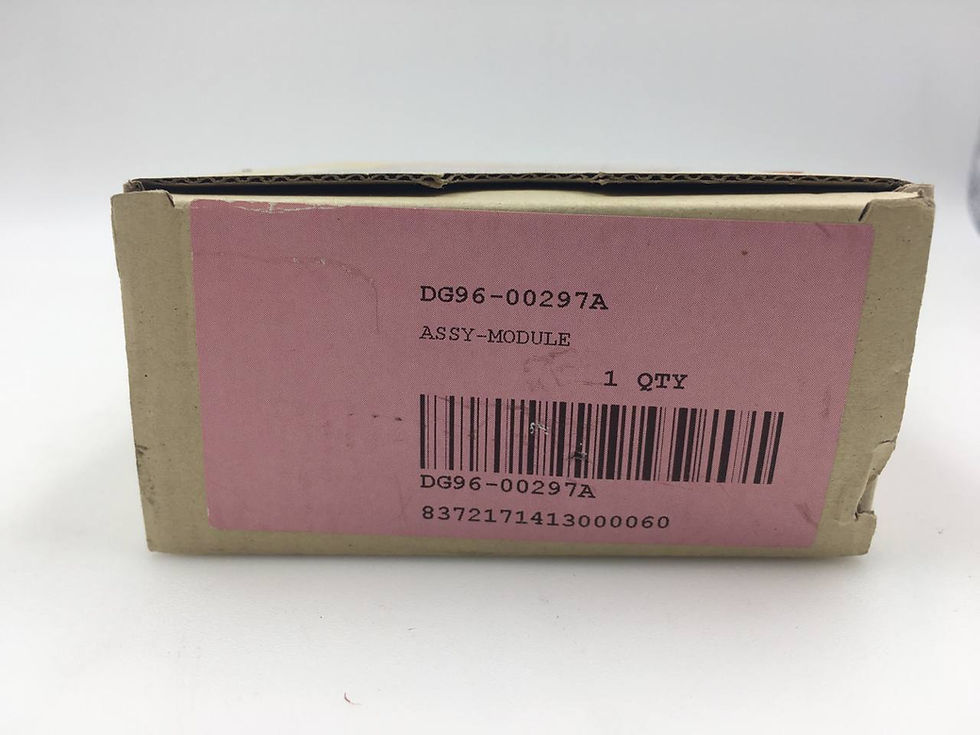 DG96-00297A
ASSY-MODULE
1 QTY
DG96-00297A
8372171413000060